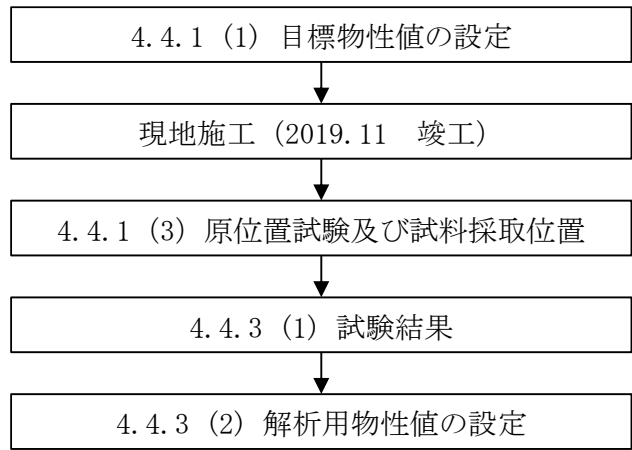 4.4.1 (1) 目標物性値の設定
現地施工 (2019.11　竣工)
4.4.1 (3) 原位置試験及び試料採取位置
4.4.3 (1) 試験結果
4.4.3 (2) 解析用物性値の設定